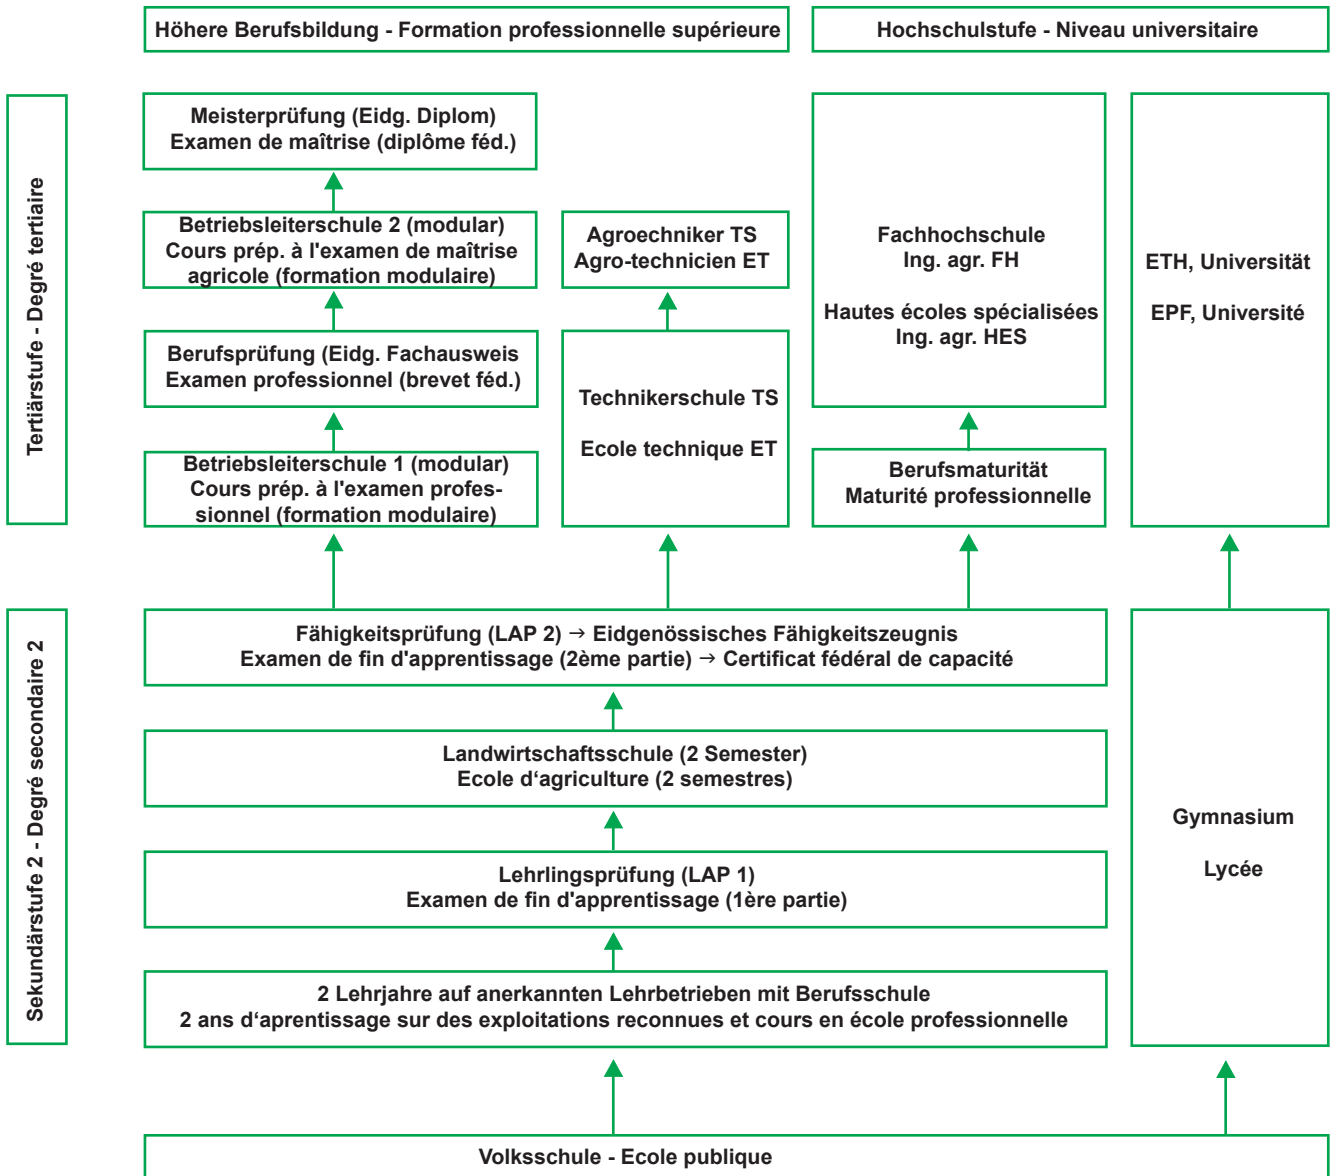 Höhere Berufsbildung - Formation professionnelle supérieure
Hochschulstufe - Niveau universitaire
Tertiärstufe - Degré tertiaire
Meisterprüfung (Eidg. Diplom)
Examen de maîtrise (diplôme féd.)
Betriebsleiterschule 2 (modular)
Cours prép. à l'examen de maîtrise
agricole (formation modulaire)
Berufsprüfung (Eidg. Fachausweis
Examen professionnel (brevet féd.)
Betriebsleiterschule 1 (modular)
Cours prép. à l'examen profes-
sionnel (formation modulaire)
Agroechniker TS
Agro-technicien ET
Technikerschule TS
Ecole technique ET
Fachhochschule
Ing. agr. FH
Hautes écoles spécialisées
Ing. agr. HES
Berufsmaturität
Maturité professionnelle
ETH, Universität
EPF, Université
Sekundärstufe 2 - Degré secondaire 2
Fähigkeitsprüfung (LAP 2) → Eidgenössisches Fähigkeitszeugnis
Examen de fin d'apprentissage (2ème partie) → Certificat fédéral de capacité
Landwirtschaftsschule (2 Semester)
Ecole d‘agriculture (2 semestres)
Lehrlingsprüfung (LAP 1)
Examen de fin d'apprentissage (1ère partie)
2 Lehrjahre auf anerkannten Lehrbetrieben mit Berufsschule
2 ans d‘aprentissage sur des exploitations reconnues et cours en école professionnelle
Gymnasium
Lycée
Volksschule - Ecole publique